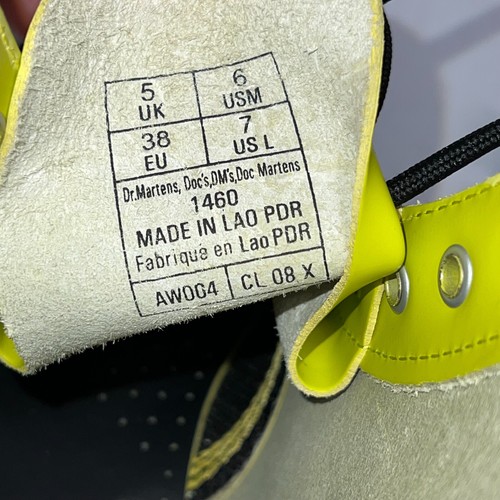 5 UK
6 USM
38 EU
7 US L
Dr.Martens, Doc's,DM's,Doc Martens
1460
MADE IN LAO PDR
Fabrique en Lao PDR
AW004 CL 08 X